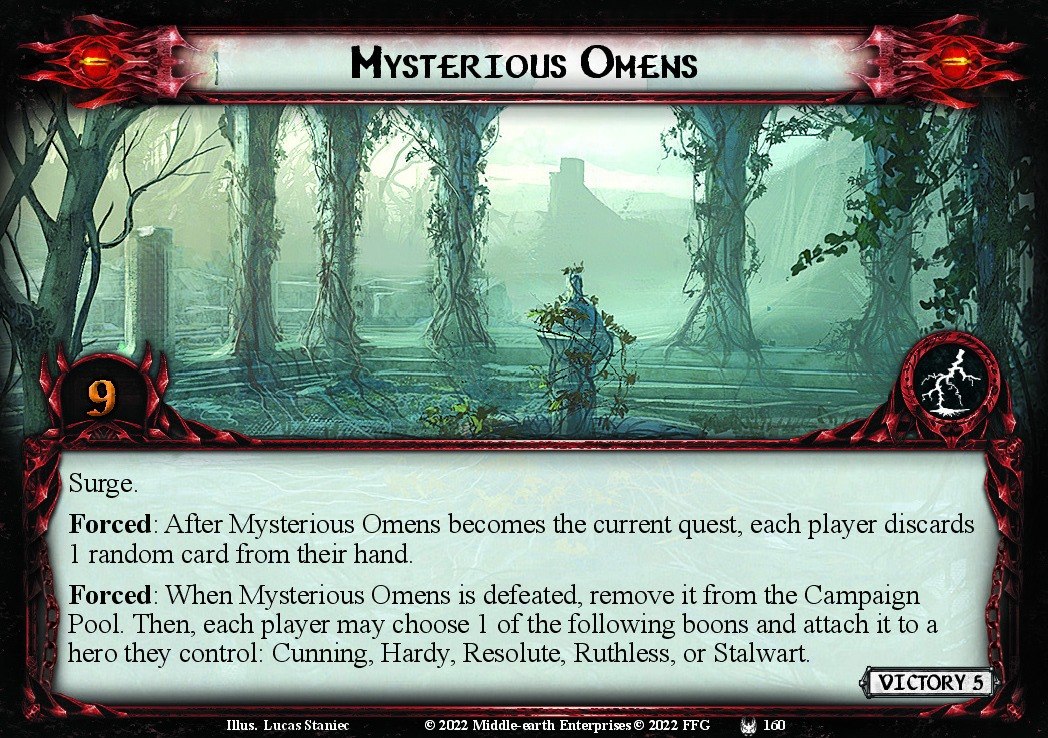 Mysterious Omens
9
Surge.
Forced: After Mysterious Omens becomes the current quest, each player discards
1 random card from their hand.
Forced: When Mysterious Omens is defeated, remove it from the Campaign
Pool. Then, each player may choose 1 of the following boons and attach it to a
hero they control: Cunning, Hardy, Resolute, Ruthless, or Stalwart.
VICTORY 5
Illus. Lucas Staniec © 2022 Middle-earth Enterprises © 2022 FFG 160